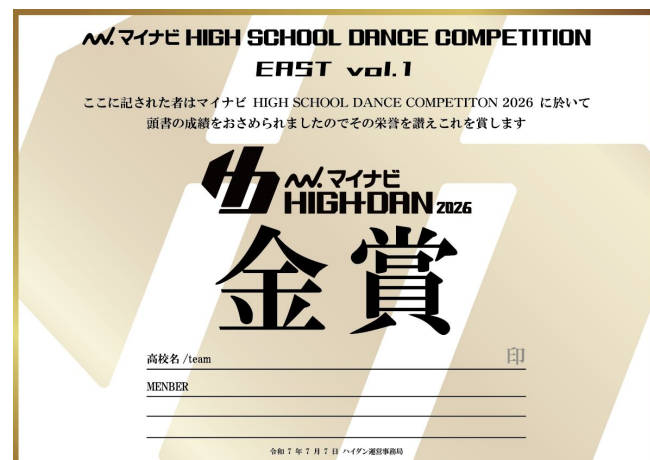 マイナビ HIGH SCHOOL DANCE COMPETITION
EAST vol.1
ここに記された者はマイナビ HIGH SCHOOL DANCE COMPETITON 2026 に於いて
頭書の成績をおさめられましたのでその栄誉を讃えこれを賞します
マイナビ
HIGH-DAN 2026
金賞
高校名 /team 印
MENBER
令和 7 年 7 月 7 日 ハイダン運営事務局